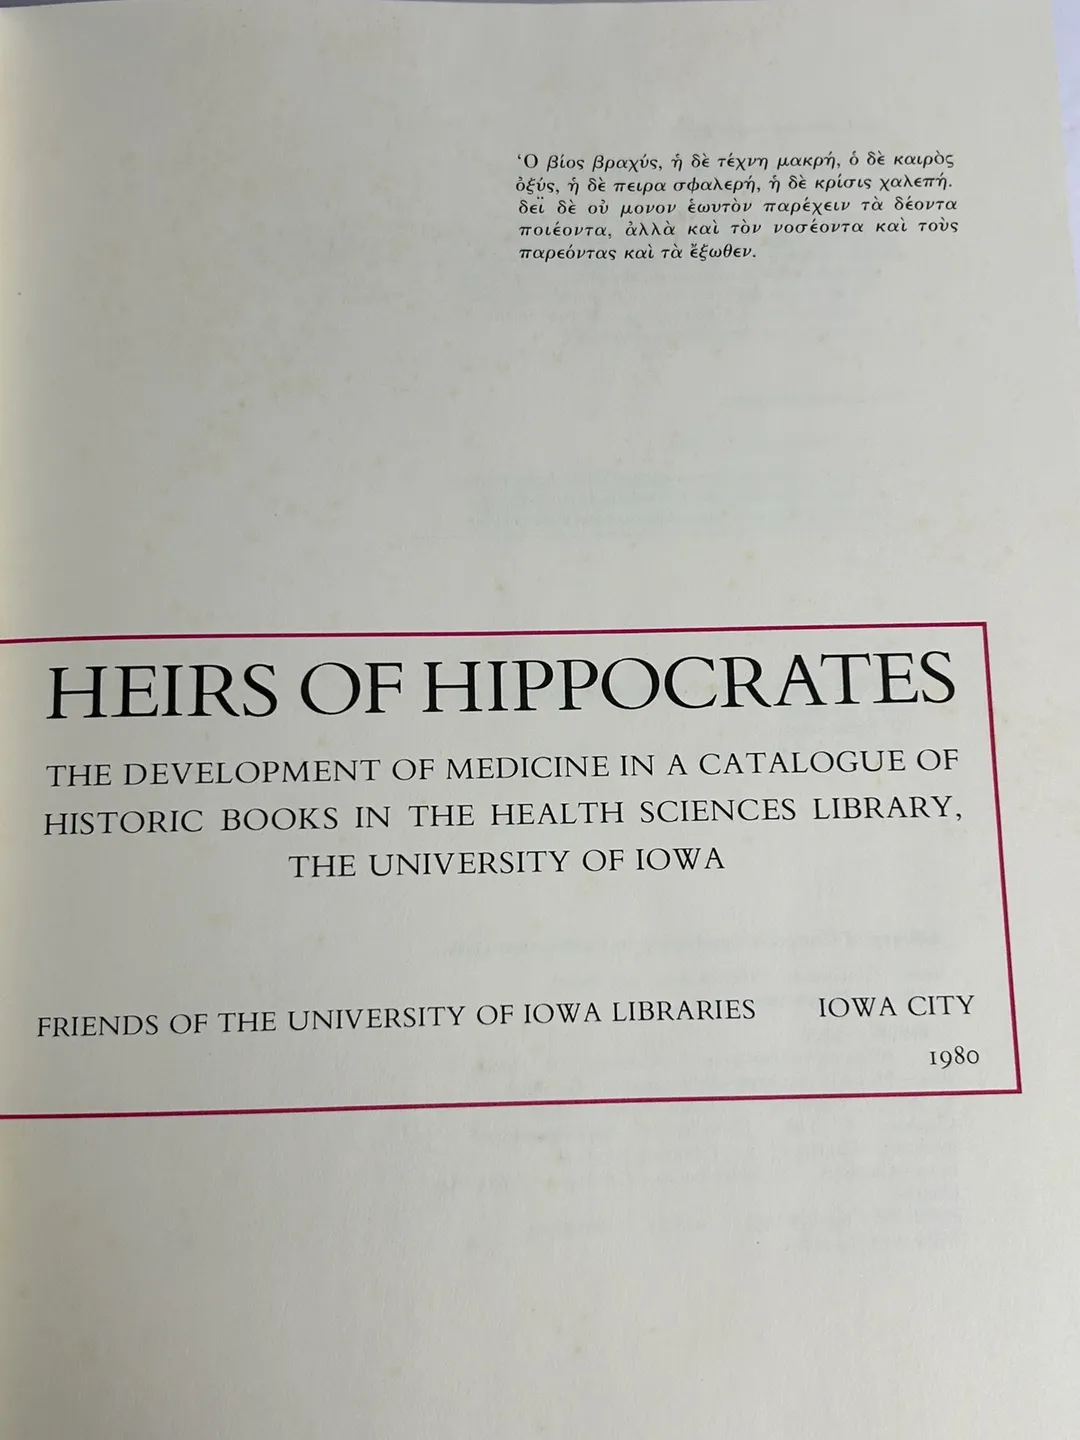 ‘Ο βίος βραχύς, ἡ δὲ τέχνη μακρή, ὁ δὲ καιρὸς
ὀξύς, ἡ δὲ πειρα σφαλερή, ἡ δὲ κρίσις χαλεπή.
δεῖ δὲ οὐ μονον ἑωυτὸν παρέχειν τὰ δέοντα
ποιέοντα, ἀλλὰ καὶ τὸν νοσέοντα καὶ τοὺς
παρεόντας καὶ τὰ ἔξωθεν.
HEIRS OF HIPPOCRATES
THE DEVELOPMENT OF MEDICINE IN A CATALOGUE OF
HISTORIC BOOKS IN THE HEALTH SCIENCES LIBRARY,
THE UNIVERSITY OF IOWA
FRIENDS OF THE UNIVERSITY OF IOWA LIBRARIES IOWA CITY
1980